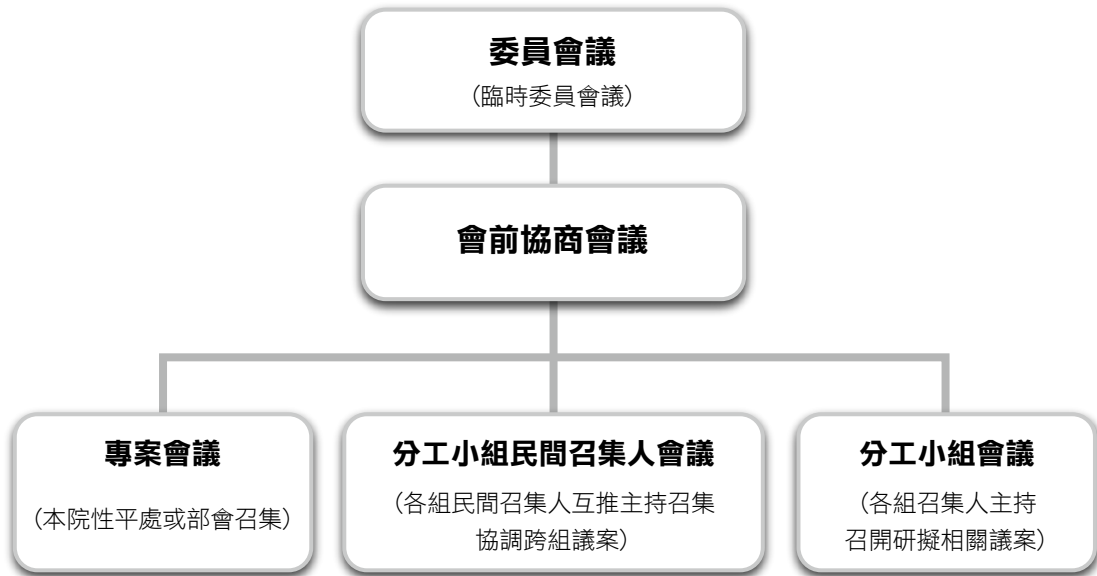 委員會議
（臨時委員會議）
會前協商會議
專案會議
（本院性平處或部會召集）
分工小組民間召集人會議
（各組民間召集人互推主持召集
協調跨組議案）
分工小組會議
（各組召集人主持
召開研擬相關議案）